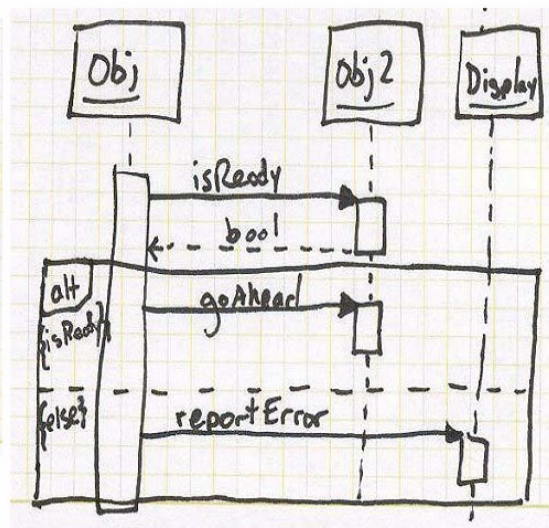 Obj
Obj2
Display
isReady
bool
alt
goAhead
{isReady}
{else}
reportError